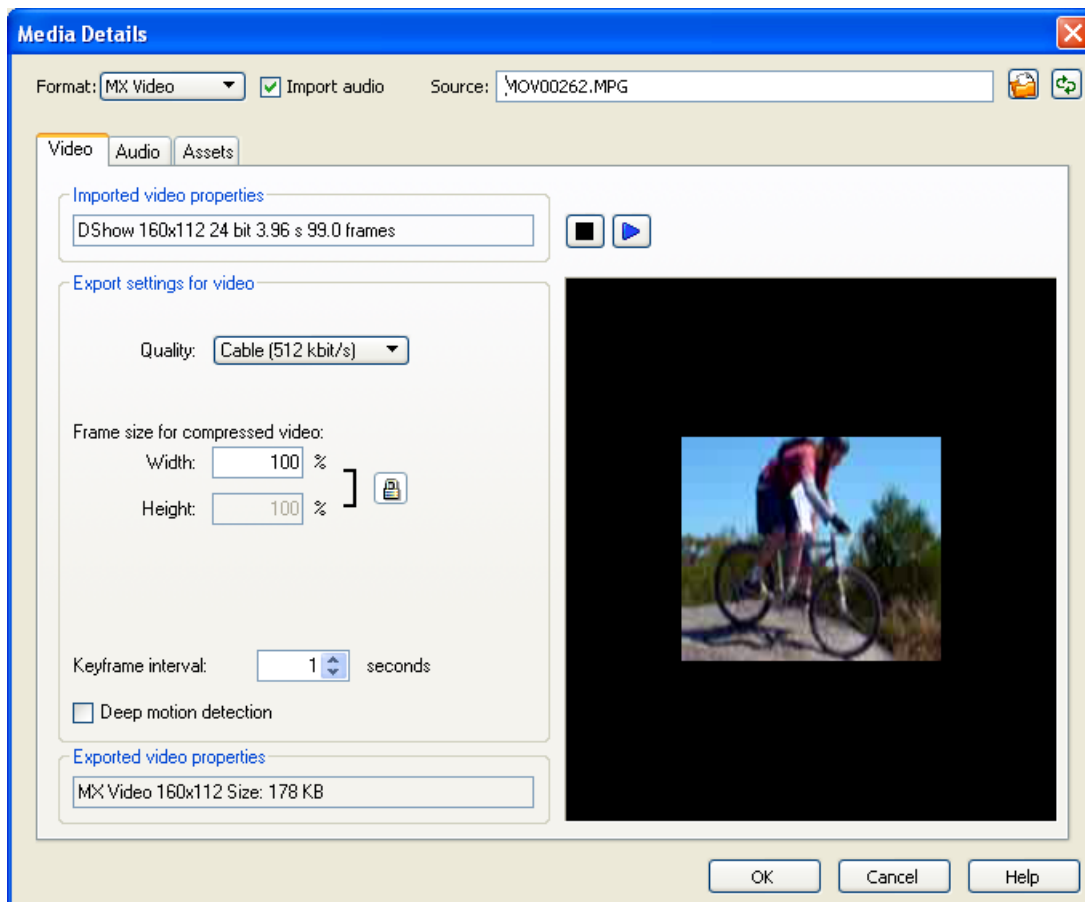 Media Details
Format: MX Video Import audio Source: MOV00262.MPG
Video Audio Assets
Imported video properties
DShow 160x112 24 bit 3.96 s 99.0 frames
Export settings for video
Quality: Cable (512 kbit/s)
Frame size for compressed video:
Width: 100 %
Height: 100 %
Keyframe interval: 1 seconds
Deep motion detection
Exported video properties
MX Video 160x112 Size: 178 KB
OK Cancel Help